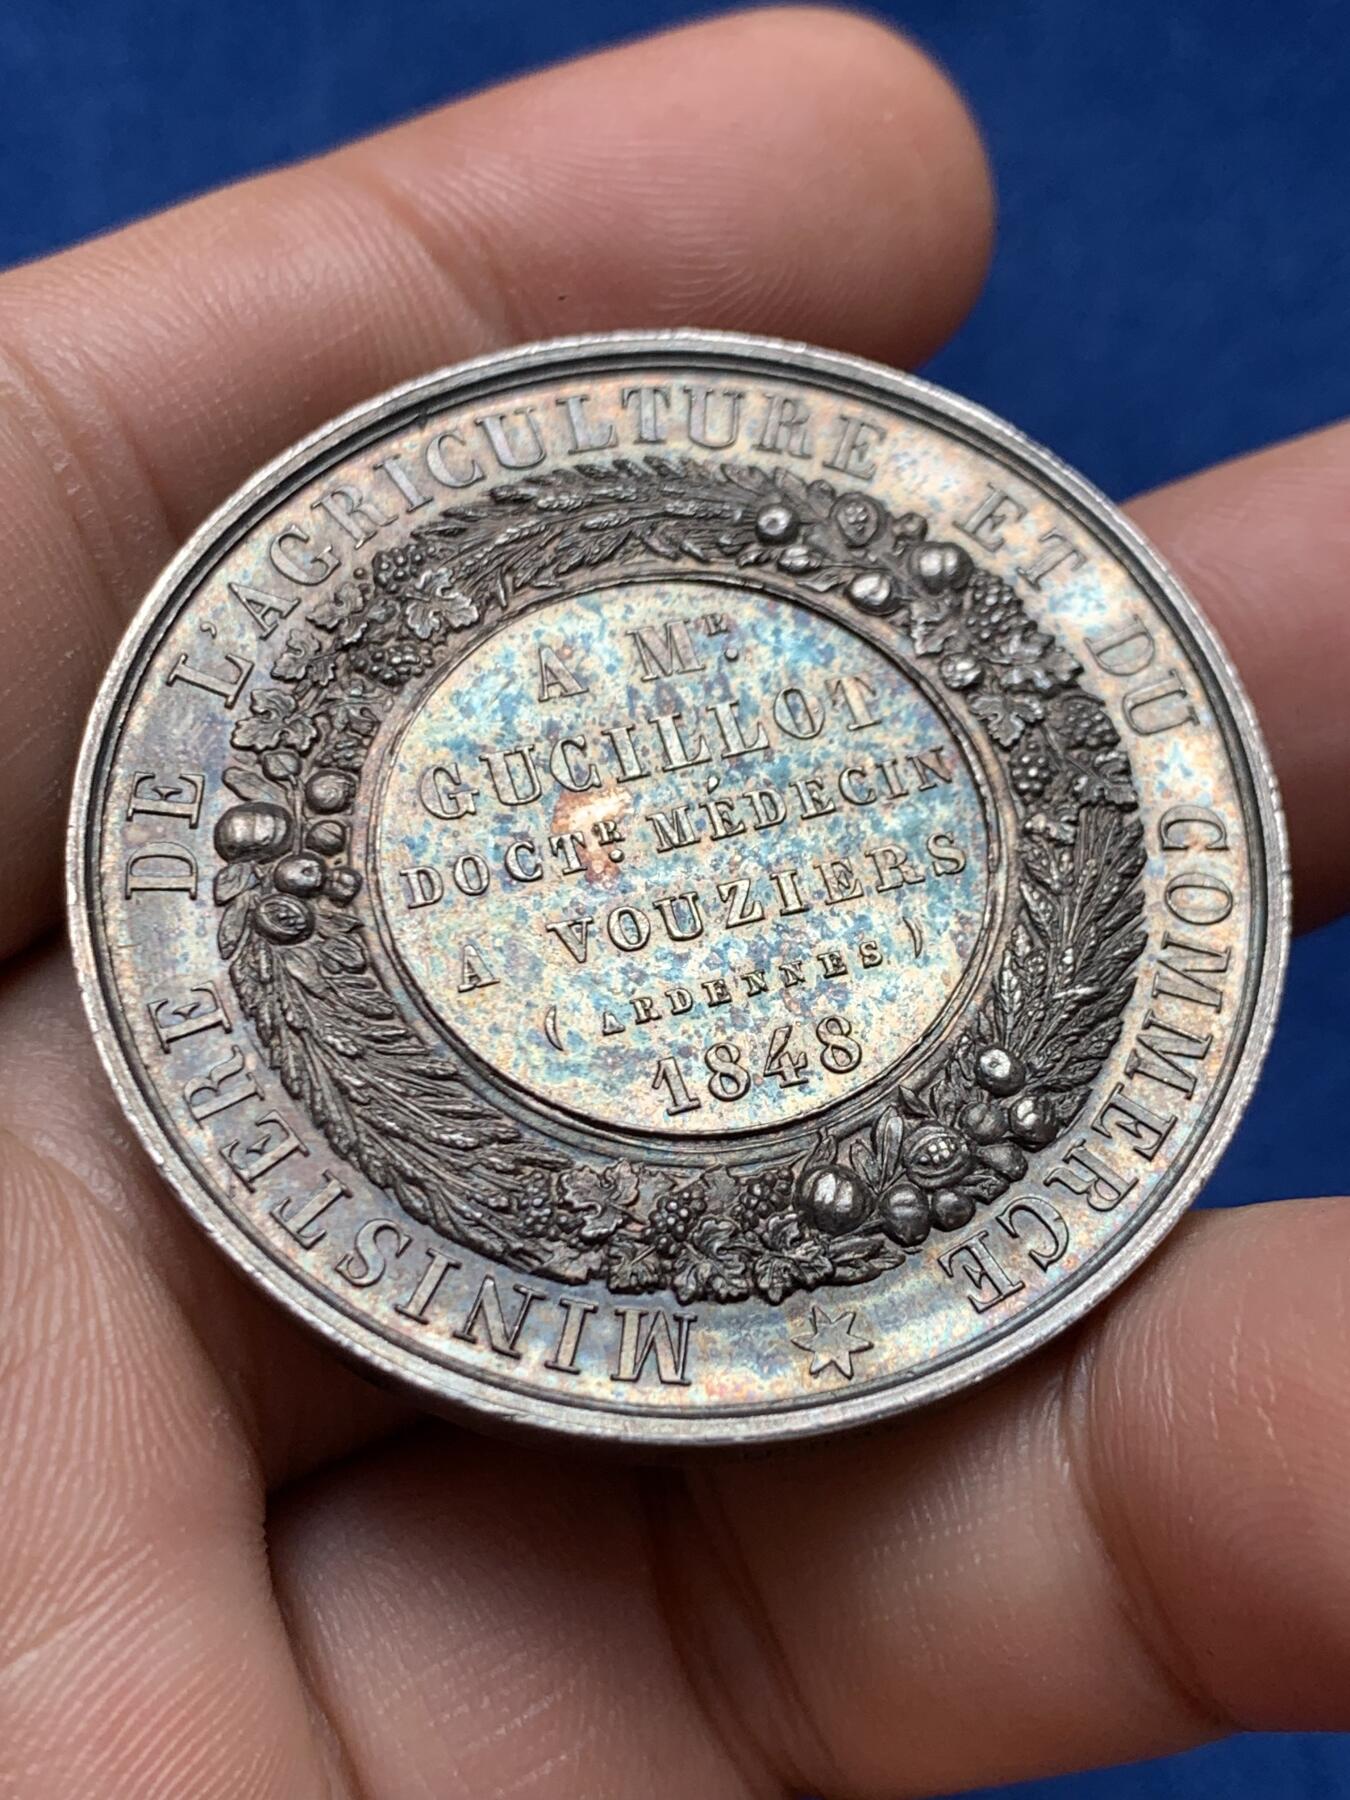 MINISTERE DE L'AGRICULTURE ET DU COMMERCE
A MR.
GUCILLOT
DOCTR. MÉDECIN
A VOUZIERS
(ARDENNES)
1848